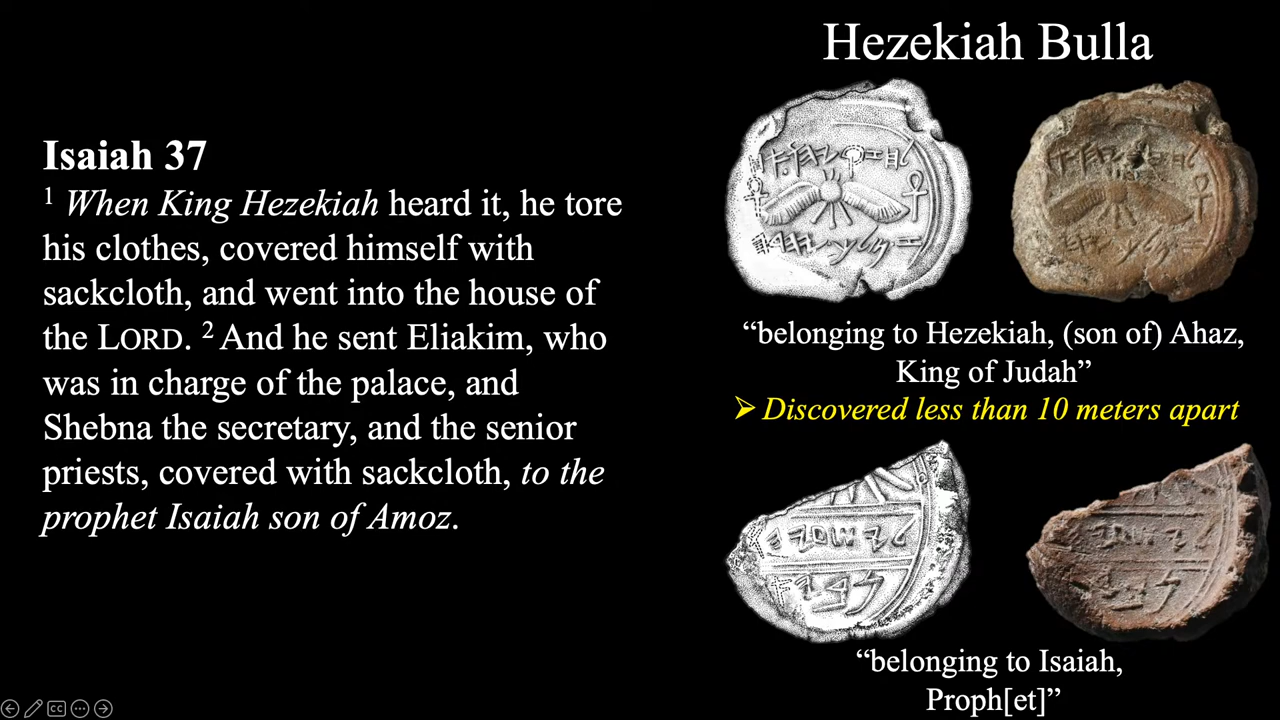 Hezekiah Bulla
Isaiah 37
1 When King Hezekiah heard it, he tore
his clothes, covered himself with
sackcloth, and went into the house of
the LORD. 2 And he sent Eliakim, who
was in charge of the palace, and
Shebna the secretary, and the senior
priests, covered with sackcloth, to the
prophet Isaiah son of Amoz.
“belonging to Hezekiah, (son of) Ahaz,
King of Judah”
➢ Discovered less than 10 meters apart
“belonging to Isaiah,
Proph[et]”
CC